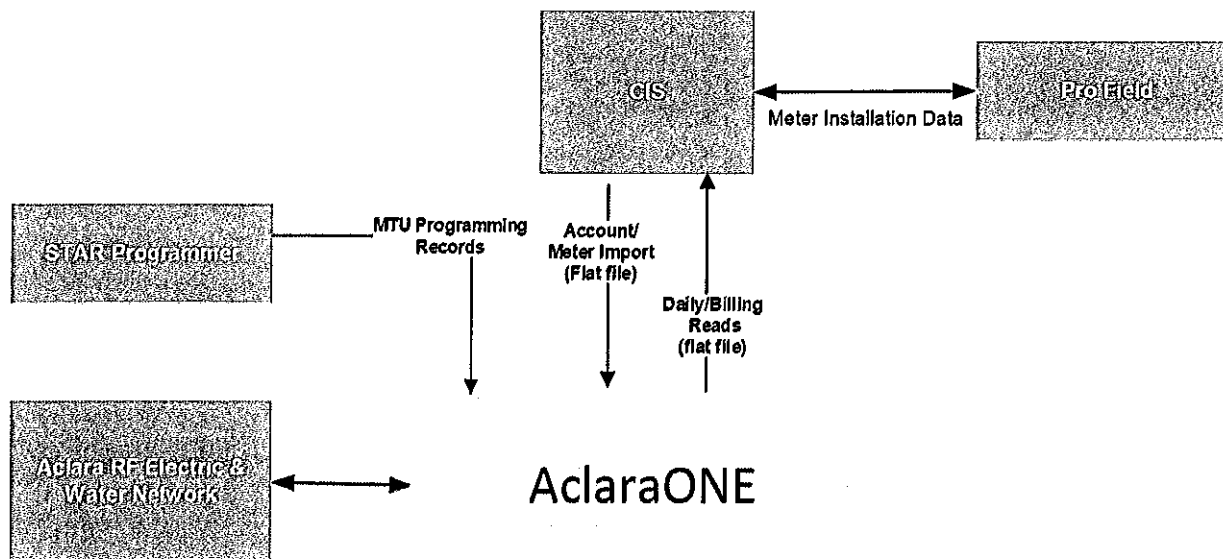 CIS
Pro Field
Meter Installation Data
STAR Programmer
MTU Programming
Records
Account/
Meter Import
(Flat file)
Daily/Billing
Reads
(flat file)
Aclara RF Electric &
Water Network
AclaraONE